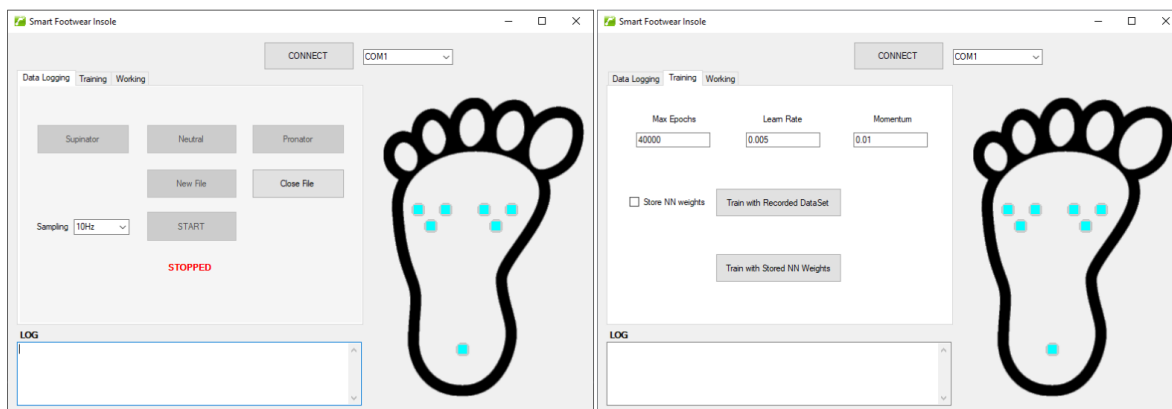 Smart Footwear Insole
CONNECT
COM1
Data Logging Training Working
Supinator Neutral Pronator
New File Close File
Sampling 10Hz START
STOPPED
LOG
Smart Footwear Insole
CONNECT
COM1
Data Logging Training Working
Max Epochs Learn Rate Momentum
40000 0.005 0.01
Store NN weights Train with Recorded DataSet
Train with Stored NN Weights
LOG